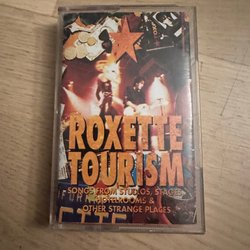 ROXETTE
TOURISM
SONGS FROM STUDIOS, STAGES,
HOTELROOMS &
OTHER STRANGE PLACES